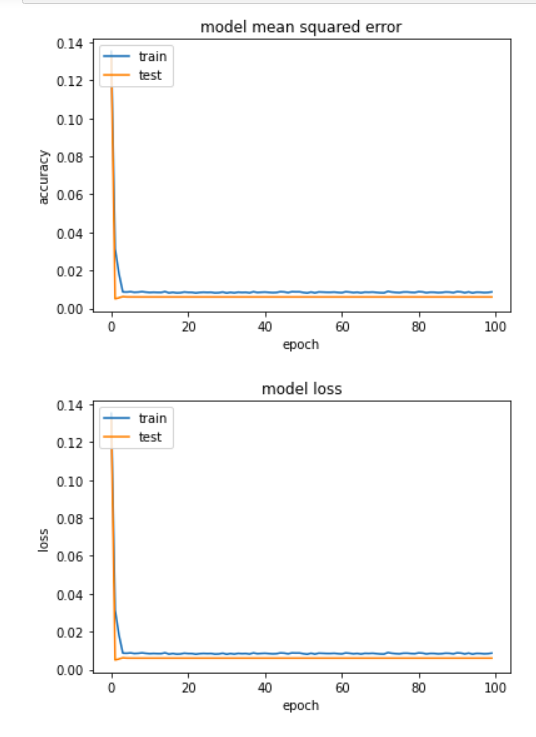 model mean squared error
0.14
0.12
0.10
0.08
0.06
0.04
0.02
0.00
accuracy
train
test
0 20 40 60 80 100
epoch
model loss
0.14
0.12
0.10
0.08
0.06
0.04
0.02
0.00
loss
train
test
0 20 40 60 80 100
epoch